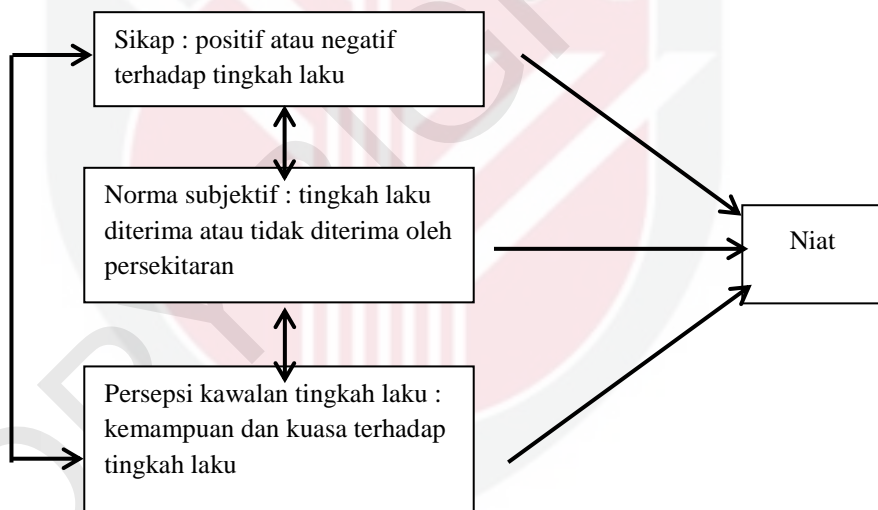 Sikap : positif atau negatif
terhadap tingkah laku
Norma subjektif : tingkah laku
diterima atau tidak diterima oleh
persekitaran
Niat
Persepsi kawalan tingkah laku :
kemampuan dan kuasa terhadap
tingkah laku